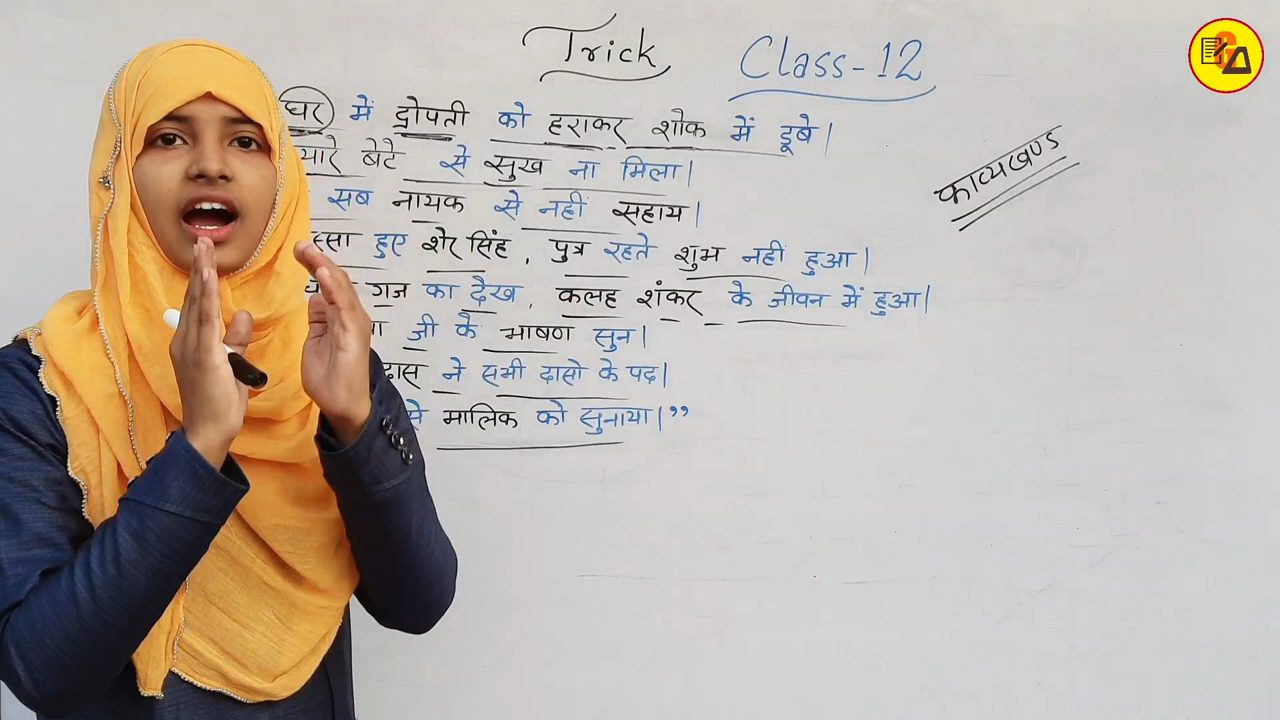 Trick Class-12
घर में द्रोपती को हराकर शोक में डूबे।
काव्यखण्ड
बेटे से सुख ना मिला।
सब नायक से नहीं सहाय।
हुए शेर सिंह, पुत्र रहते शुभ नहीं हुआ।
गज का देख, कलह शंकर के जीवन में हुआ।
जी के भाषण सुन।
ने सभी दासो के पद।
मालिक को सुनाया।”